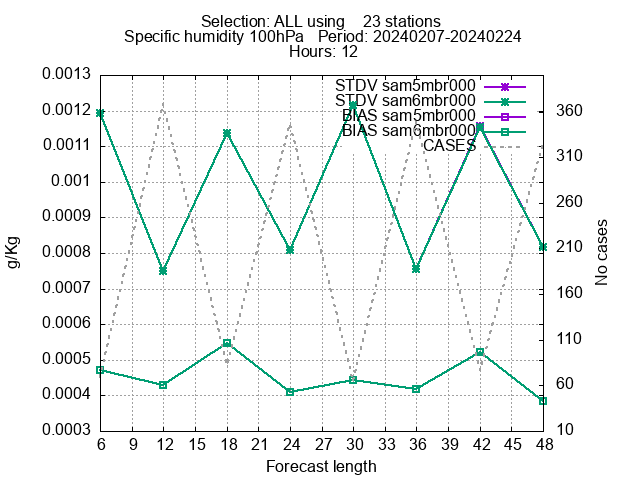 Selection: ALL using    23 stations
Specific humidity 100hPa   Period: 20240207-20240224
Hours: 12
STDV sam5mbr000
STDV sam6mbr000
BIAS sam5mbr000
BIAS sam6mbr000
CASES
0.0013
0.0012
0.0011
0.001
0.0009
0.0008
0.0007
0.0006
0.0005
0.0004
0.0003
g/Kg
360
310
260
210
160
110
60
10
No cases
6 9 12 15 18 21 24 27 30 33 36 39 42 45 48
Forecast length